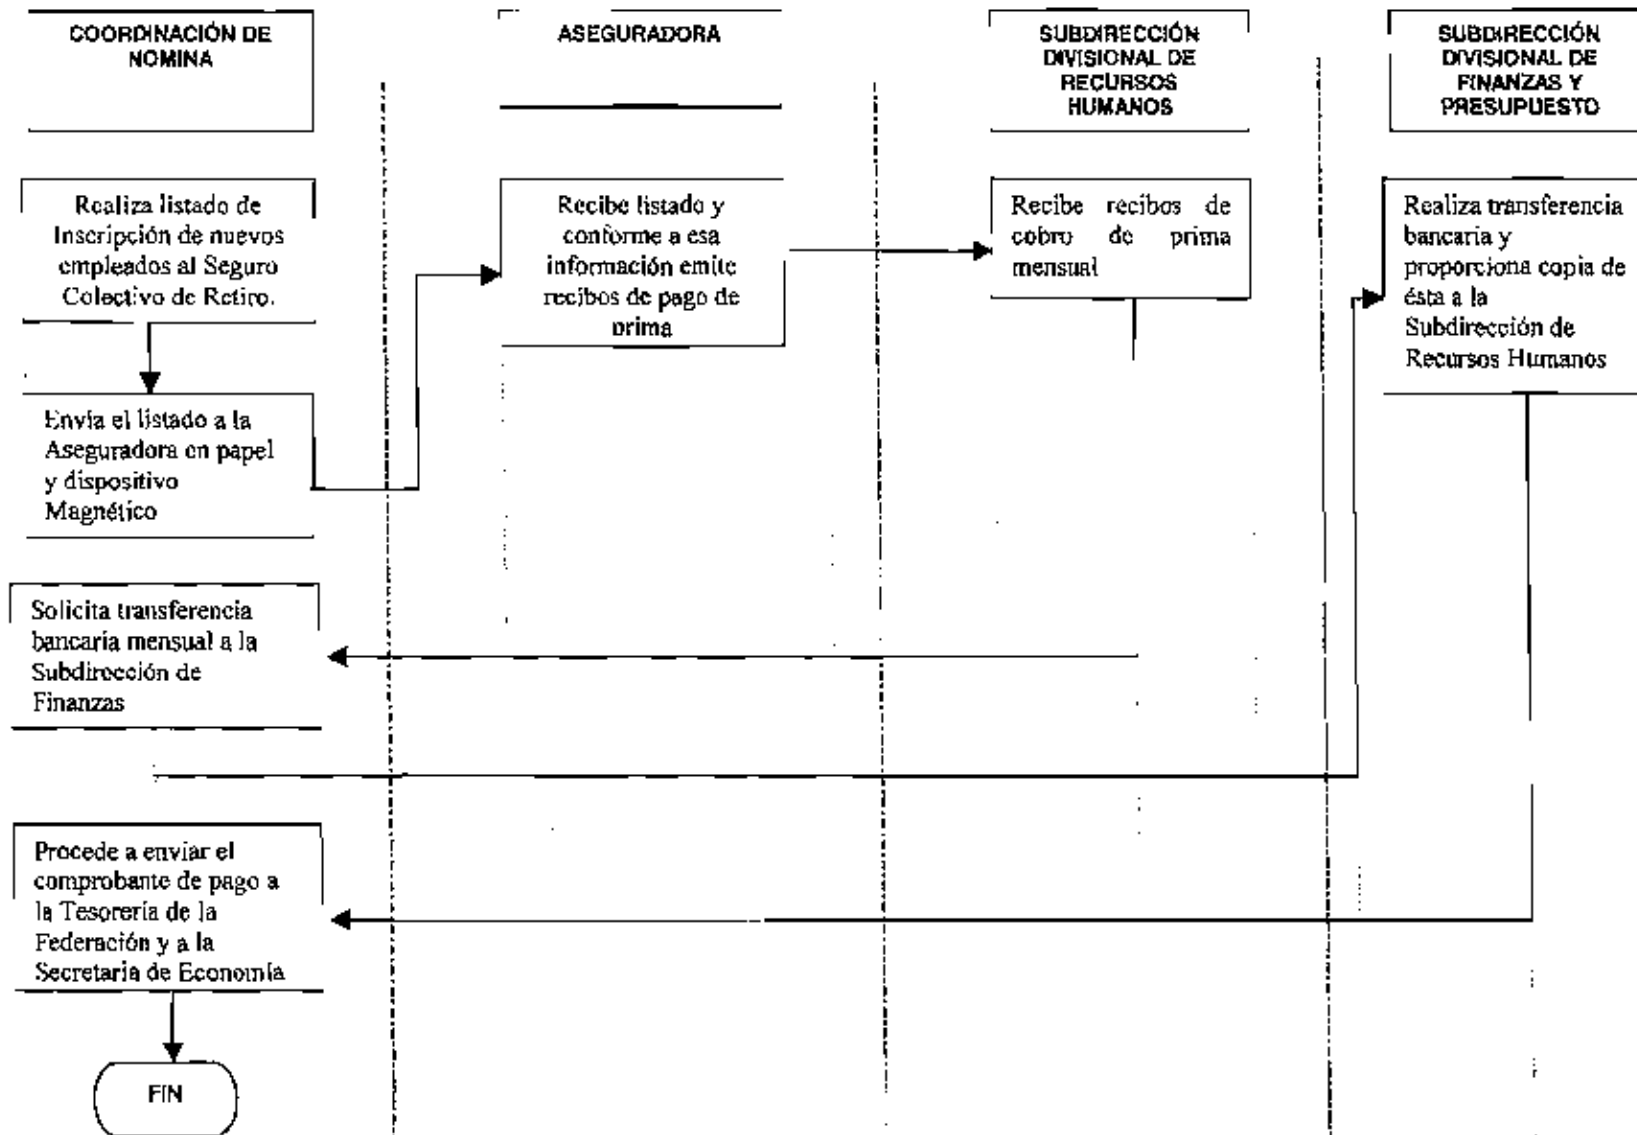 COORDINACIÓN DE
NOMINA
ASEGURADORA
SUBDIRECCIÓN
DIVISIONAL DE
RECURSOS
HUMANOS
SUBDIRECCIÓN
DIVISIONAL DE
FINANZAS Y
PRESUPUESTO
Realiza listado de
Inscripción de nuevos
empleados al Seguro
Colectivo de Retiro.
Recibe listado y
conforme a esa
información emite
recibos de pago de
prima
Recibe recibos de
cobro de prima
mensual
Realiza transferencia
bancaria y
proporciona copia de
ésta a la
Subdirección de
Recursos Humanos
Envía el listado a la
Aseguradora en papel
y dispositivo
Magnético
Solicita transferencia
bancaria mensual a la
Subdirección de
Finanzas
Procede a enviar el
comprobante de pago a
la Tesorería de la
Federación y a la
Secretaría de Economía
FIN